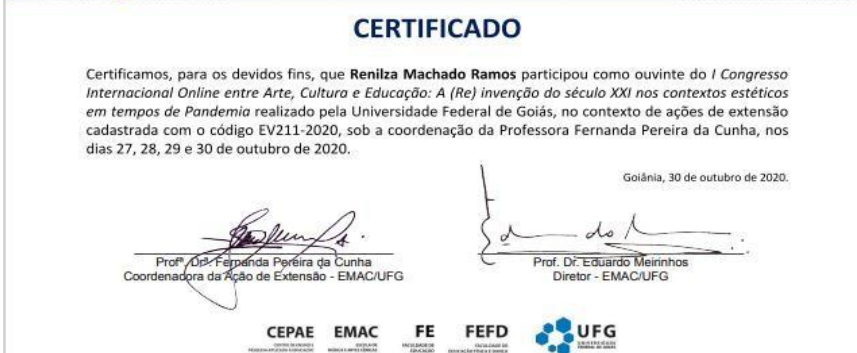 CERTIFICADO
Certificamos, para os devidos fins, que Renilza Machado Ramos participou como ouvinte do I Congresso
Internacional Online entre Arte, Cultura e Educação: A (Re) invenção do século XXI nos contextos estéticos
em tempos de Pandemia realizado pela Universidade Federal de Goiás, no contexto de ações de extensão
cadastrada com o código EV211-2020, sob a coordenação da Professora Fernanda Pereira da Cunha, nos
dias 27, 28, 29 e 30 de outubro de 2020.
Goiânia, 30 de outubro de 2020.
Profª. Drª. Fernanda Pereira da Cunha
Coordenadora da Ação de Extensão - EMAC/UFG
Prof. Dr. Eduardo Meirinhos
Diretor - EMAC/UFG
CEPAE EMAC FE FEFD UFG
UNIVERSIDADE
FEDERAL DE GOIÁS